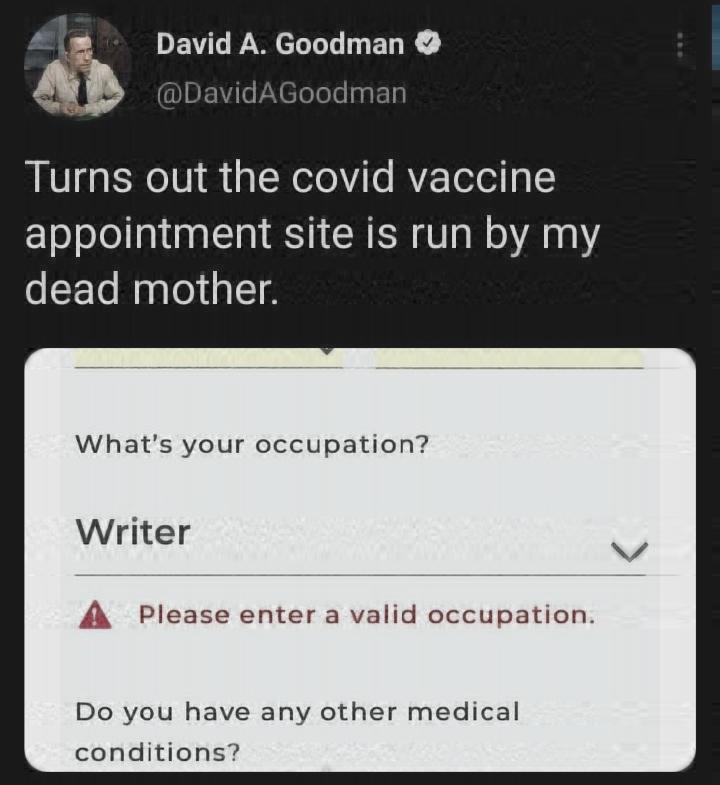 David A. Goodman
@DavidAGoodman
Turns out the covid vaccine
appointment site is run by my
dead mother.
What's your occupation?
Writer
Please enter a valid occupation.
Do you have any other medical
conditions?